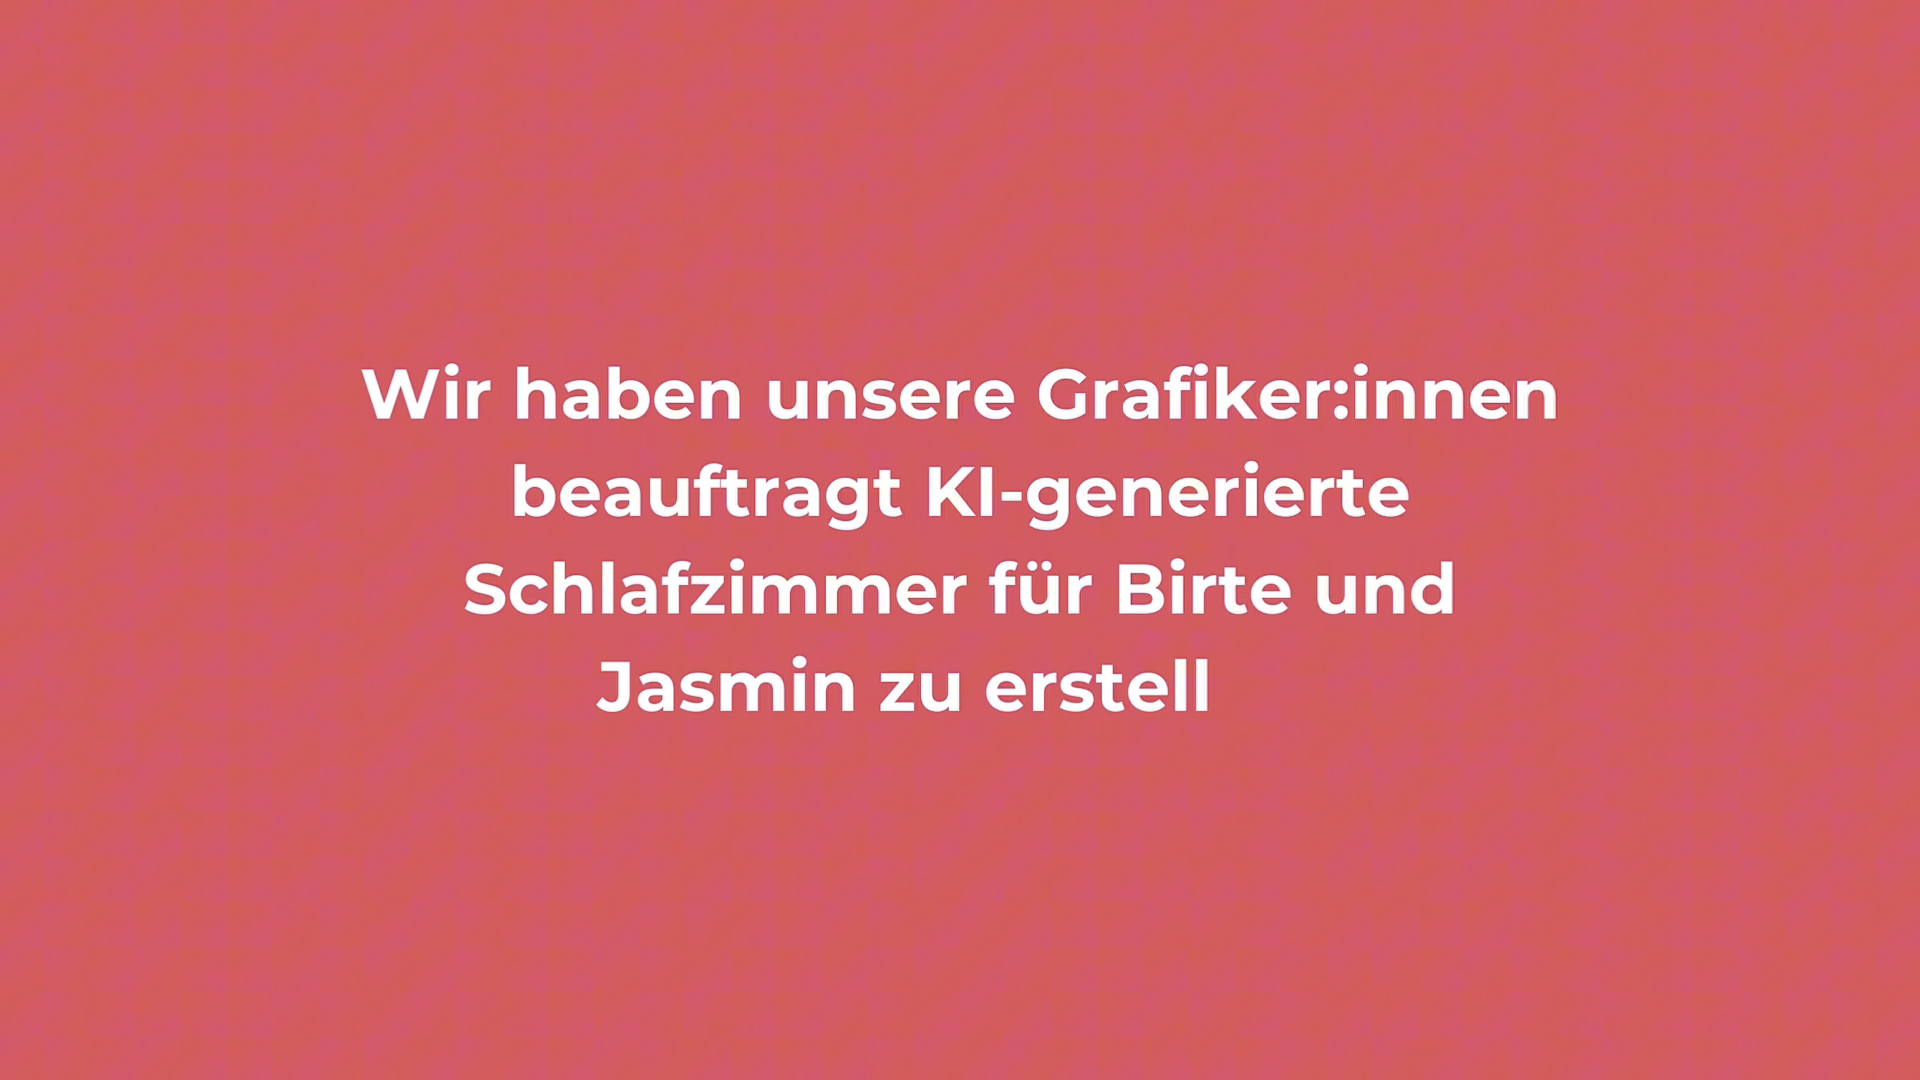 Wir haben unsere Grafiker:innen
beauftragt KI-generierte
Schlafzimmer für Birte und
Jasmin zu erstell